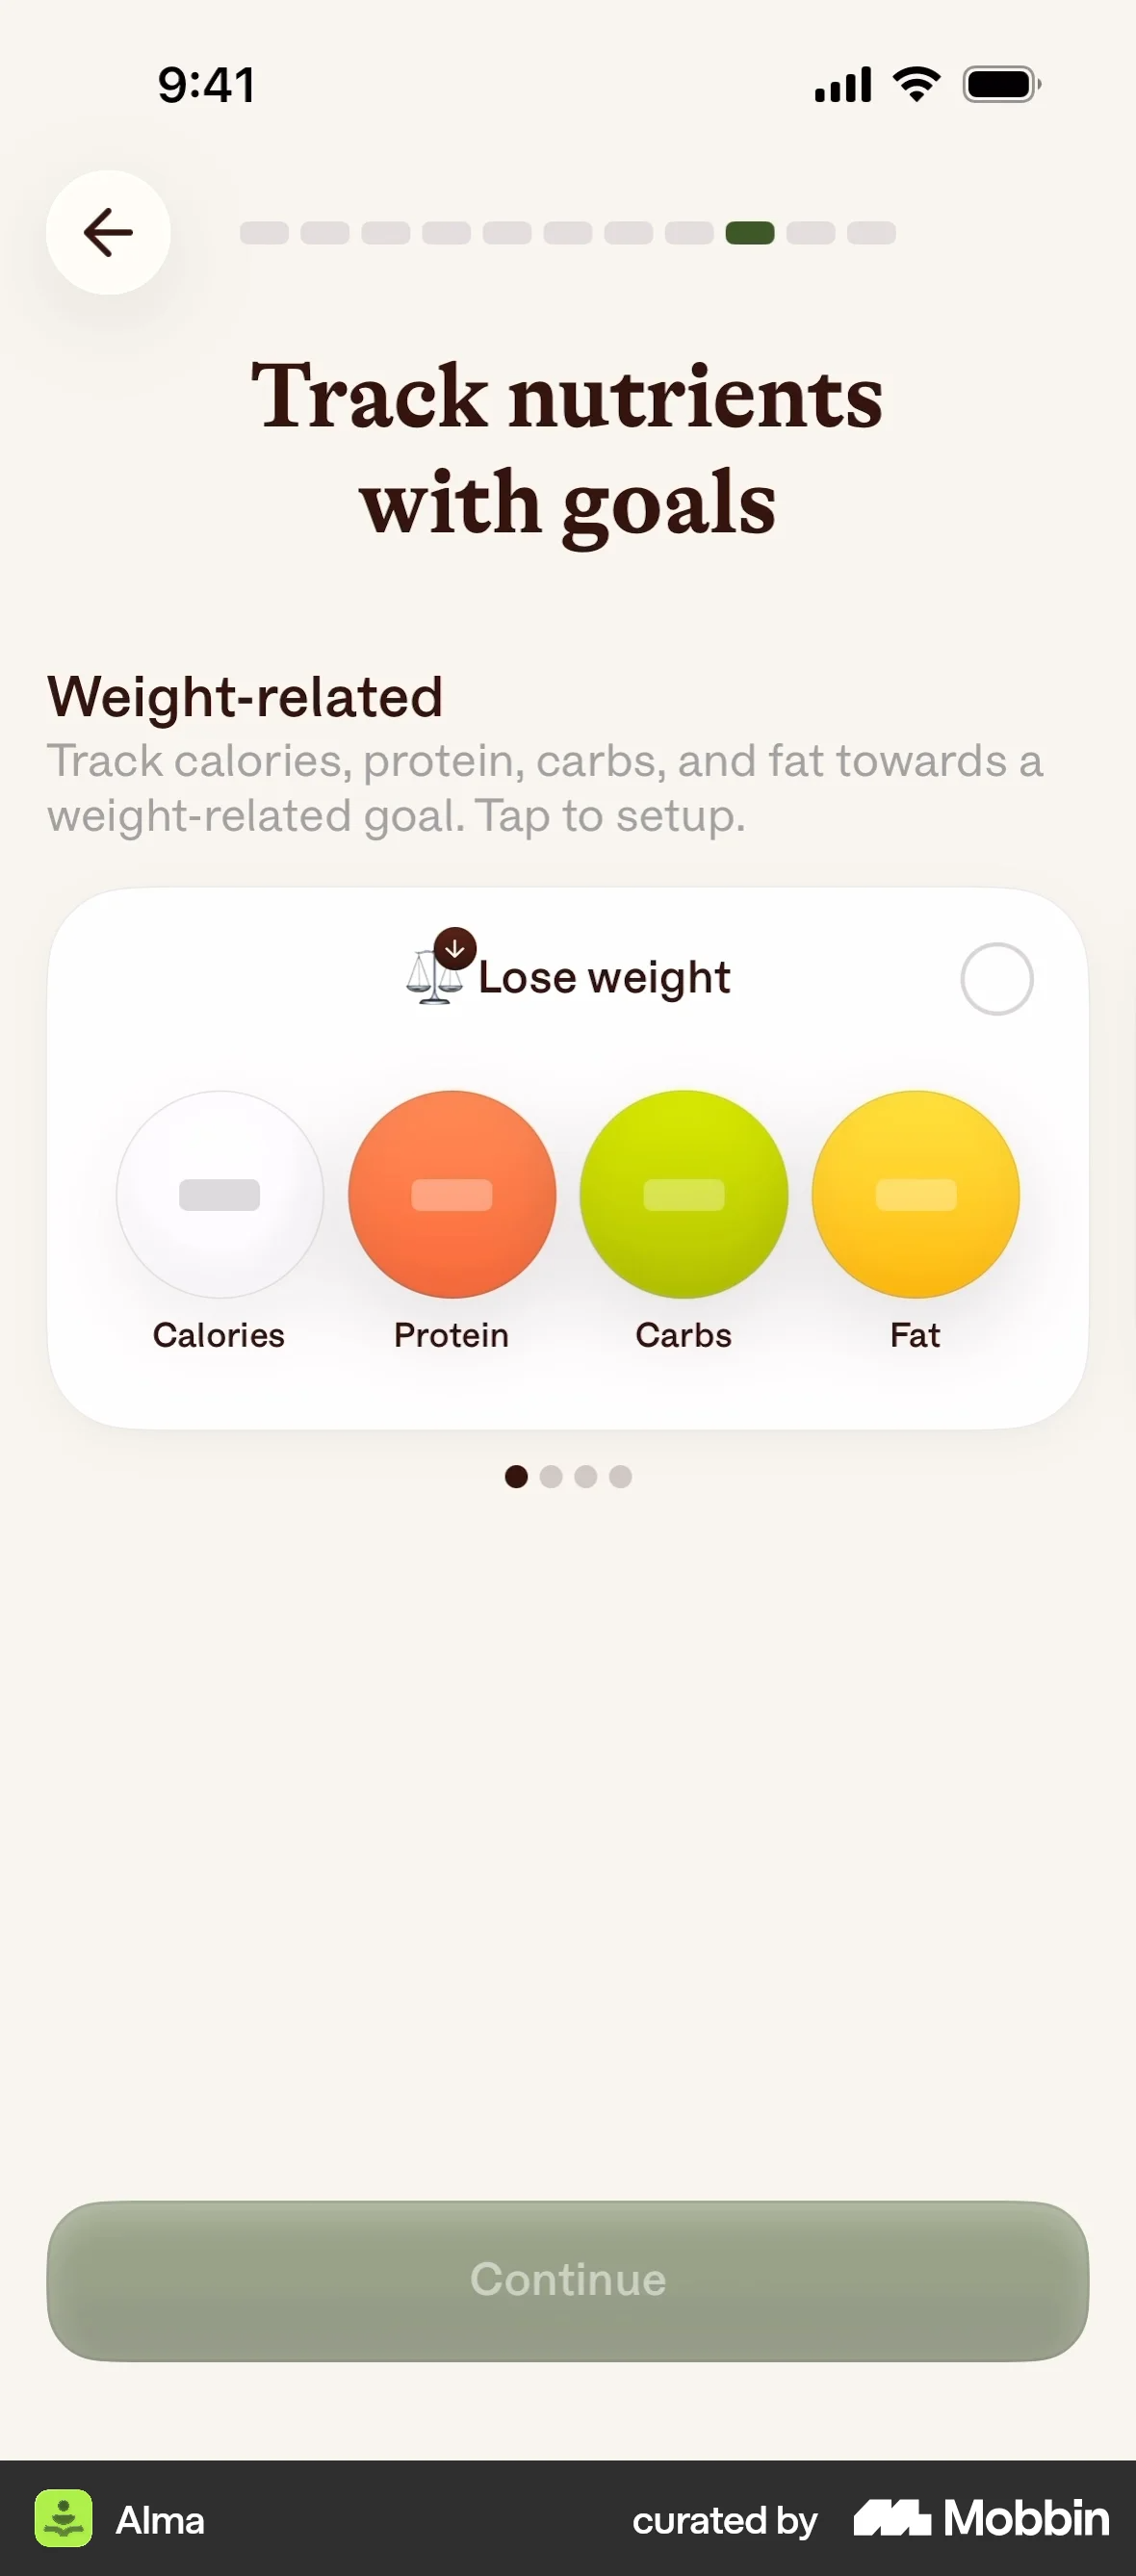 9:41
Track nutrients
with goals
Weight-related
Track calories, protein, carbs, and fat towards a
weight-related goal. Tap to setup.
Lose weight
Calories Protein Carbs Fat
Continue
Alma curated by Mobbin